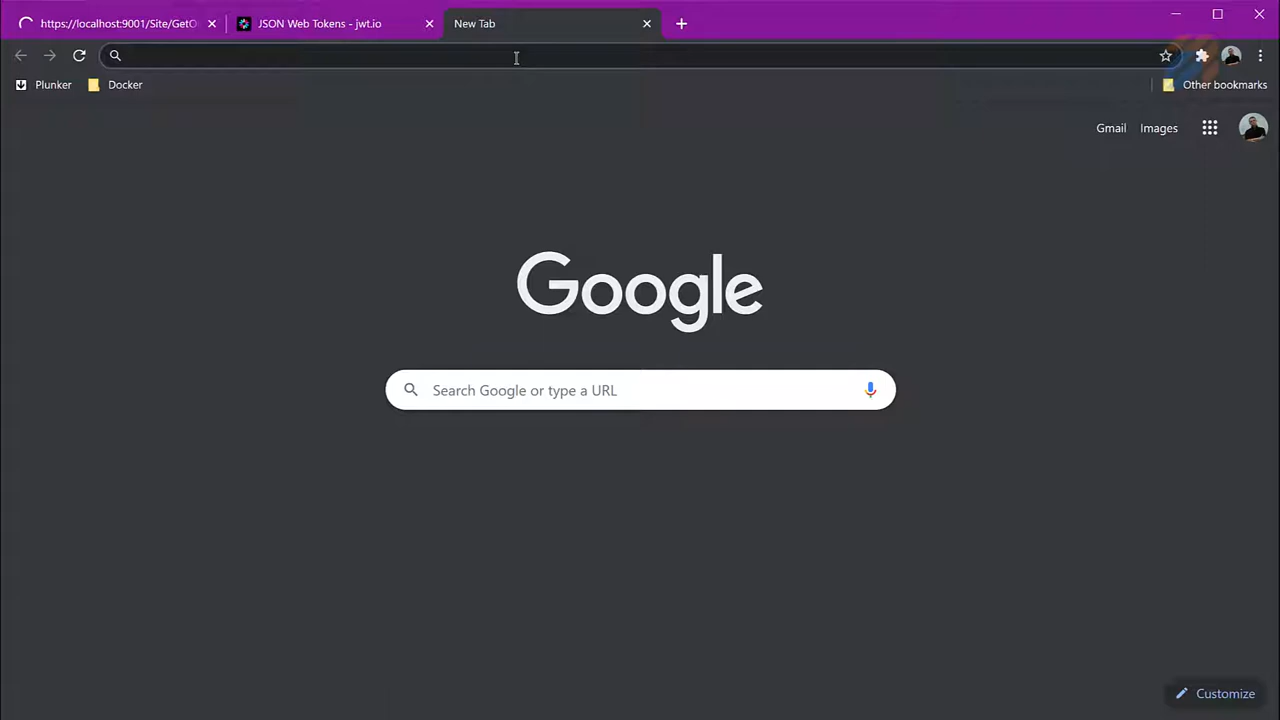 https://localhost:9001/Site/GetO
JSON Web Tokens - jwt.io
New Tab
Plunker
Docker
Other bookmarks
Gmail
Images
Google
Search Google or type a URL
Customize